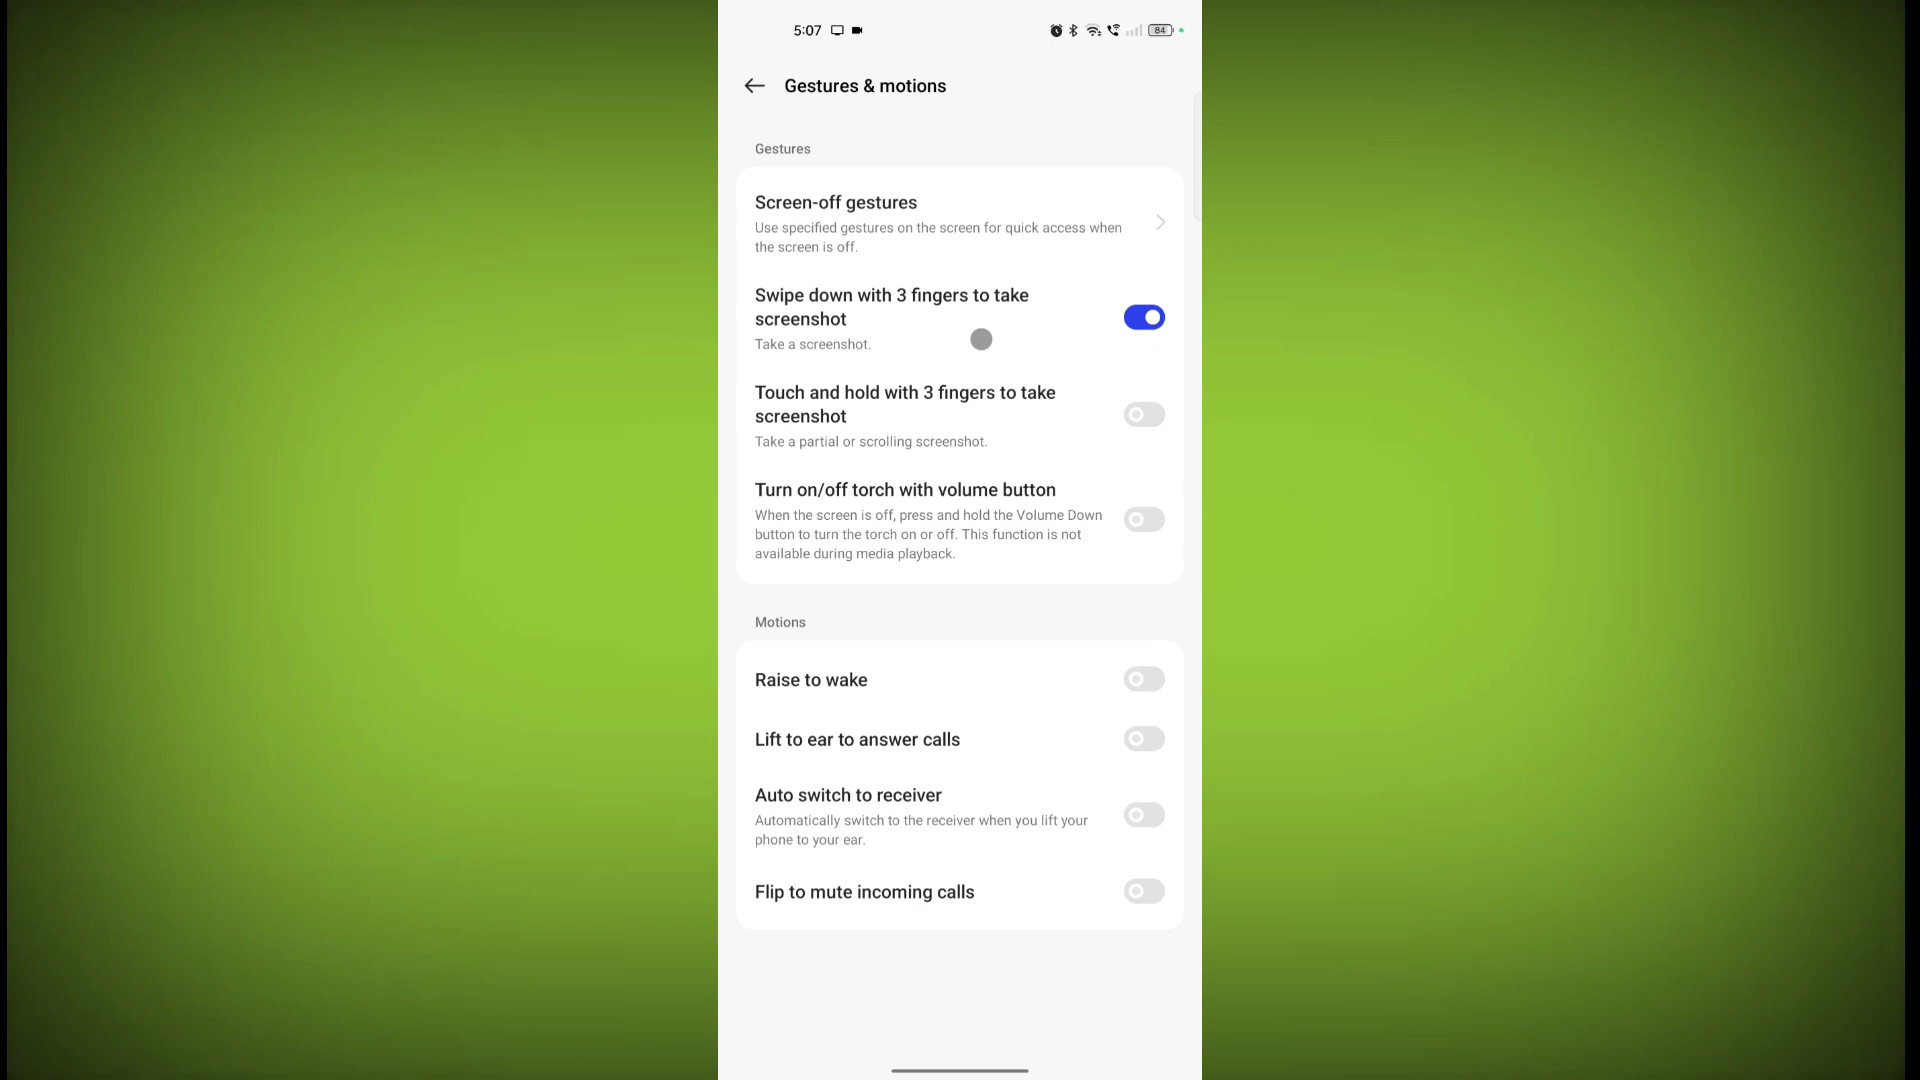 5:07
84
Gestures & motions
Gestures
Screen-off gestures
Use specified gestures on the screen for quick access when
the screen is off.
Swipe down with 3 fingers to take
screenshot
Take a screenshot.
Touch and hold with 3 fingers to take
screenshot
Take a partial or scrolling screenshot.
Turn on/off torch with volume button
When the screen is off, press and hold the Volume Down
button to turn the torch on or off. This function is not
available during media playback.
Motions
Raise to wake
Lift to ear to answer calls
Auto switch to receiver
Automatically switch to the receiver when you lift your
phone to your ear.
Flip to mute incoming calls